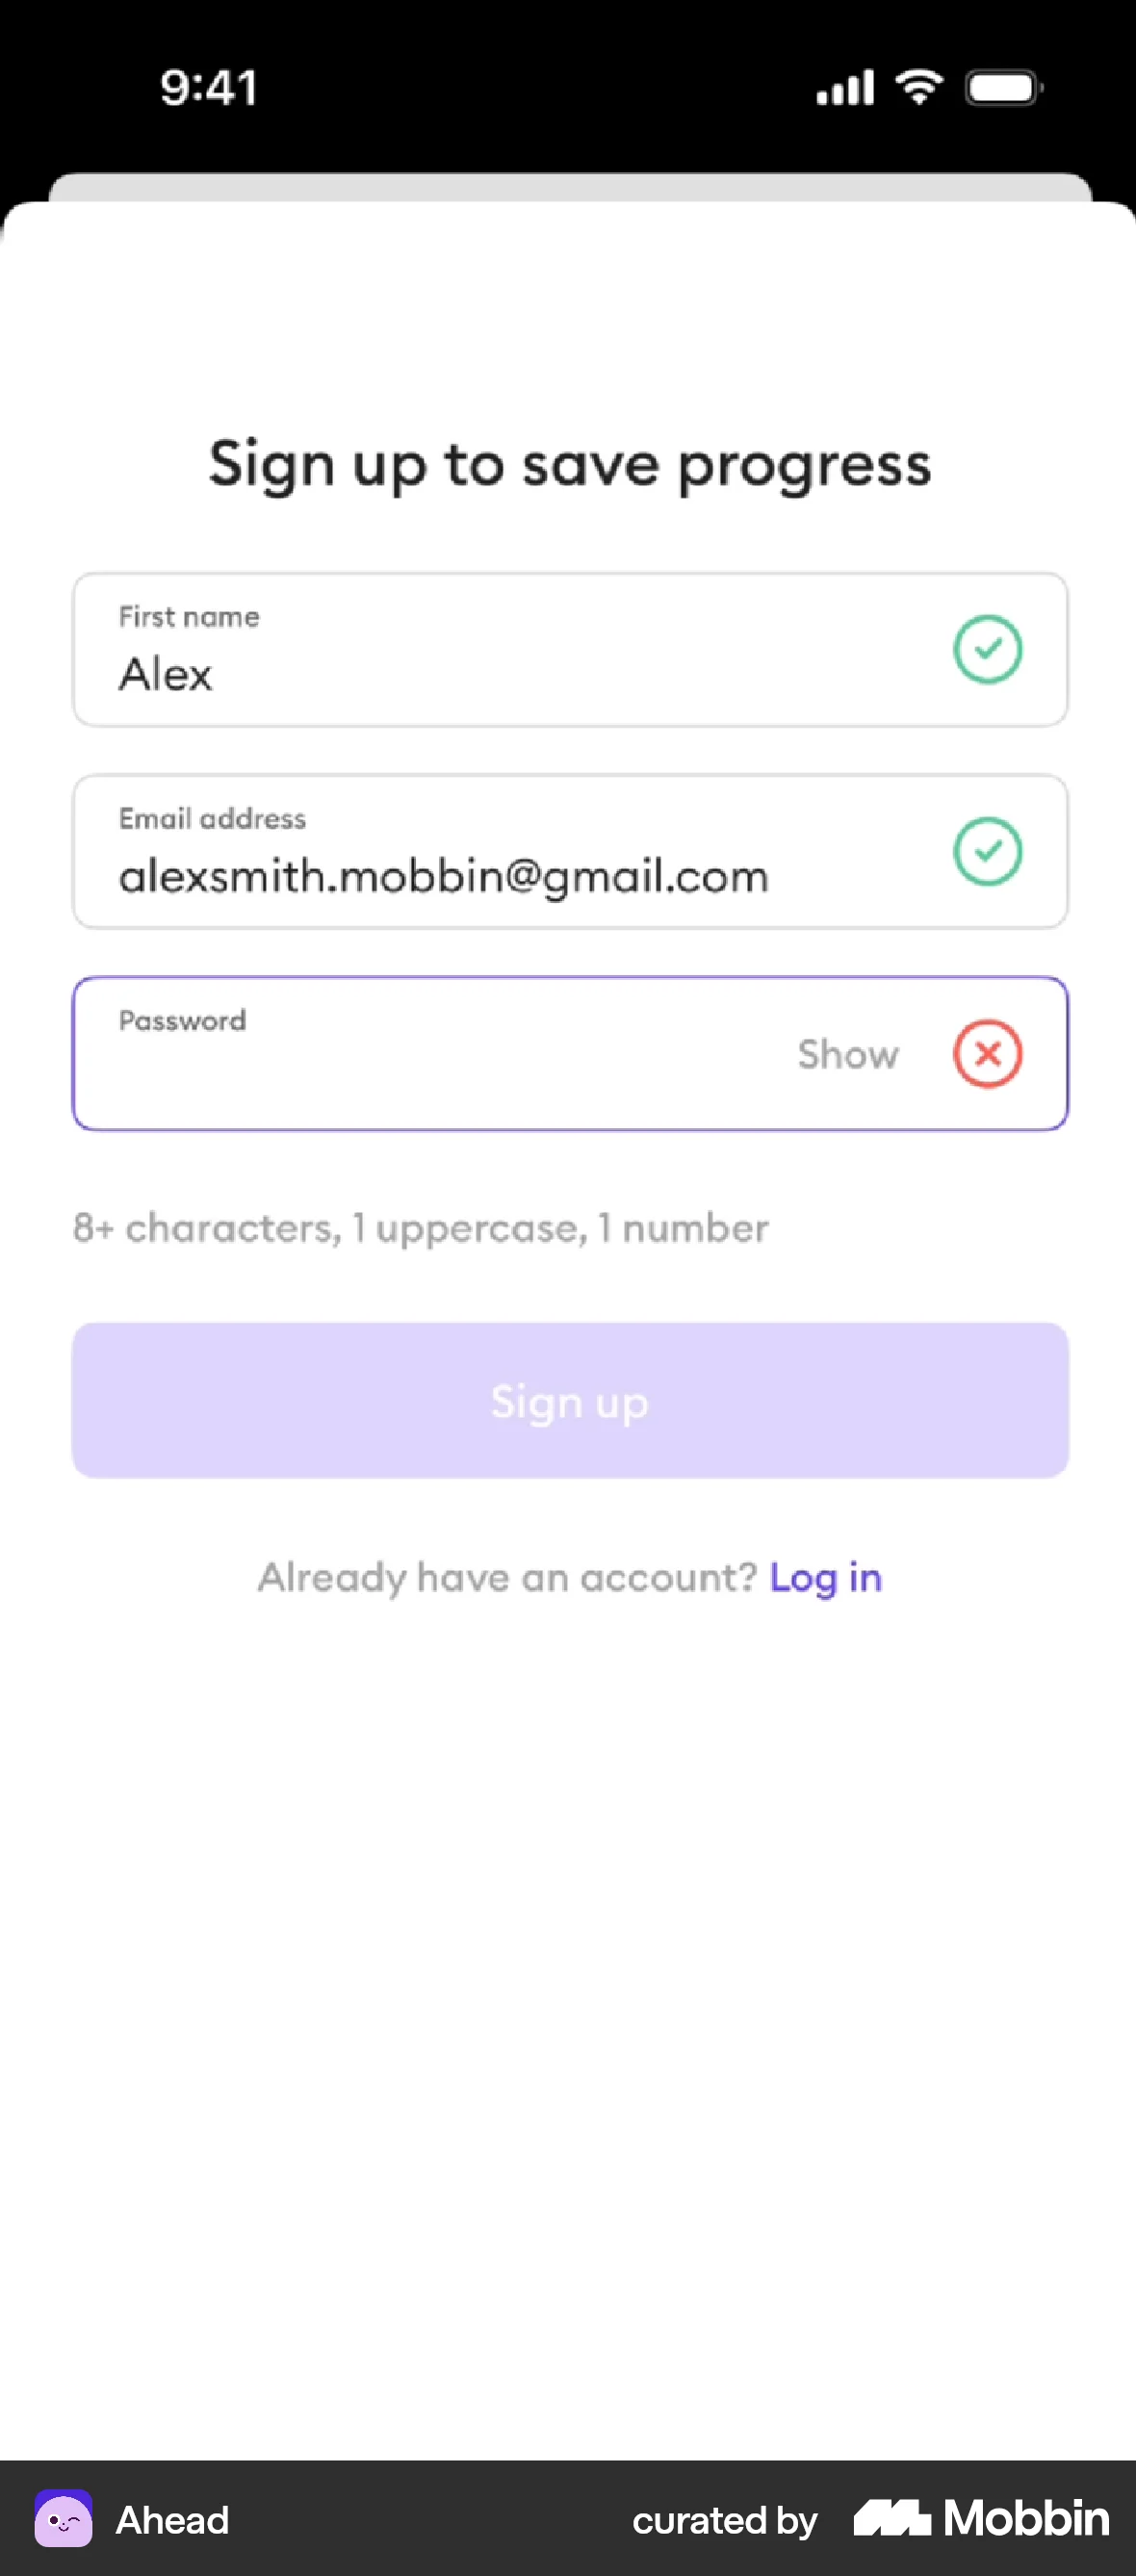 9:41
Sign up to save progress
First name
Alex
Email address
alexsmith.mobbin@gmail.com
Password
Show
8+ characters, 1 uppercase, 1 number
Sign up
Already have an account? Log in
Ahead
curated by Mobbin